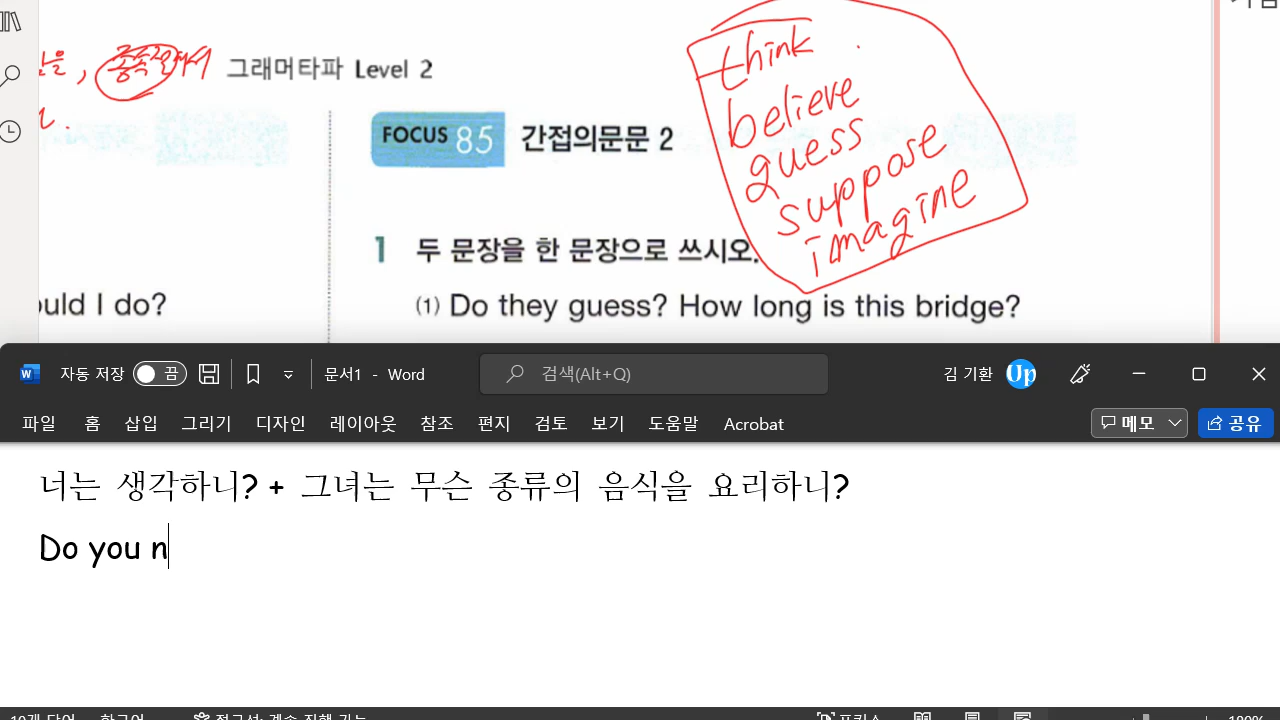 think
believe
guess
suppose
imagine
그래머타파 Level 2
FOCUS 85 간접의문문 2
1 두 문장을 한 문장으로 쓰시오.
ould I do?
(1) Do they guess? How long is this bridge?
자동 저장 끔 문서1 - Word 검색(Alt+Q) 김 기환 Up
파일 홈 삽입 그리기 디자인 레이아웃 참조 편지 검토 보기 도움말 Acrobat 메모 공유
너는 생각하니? + 그녀는 무슨 종류의 음식을 요리하니?
Do you n